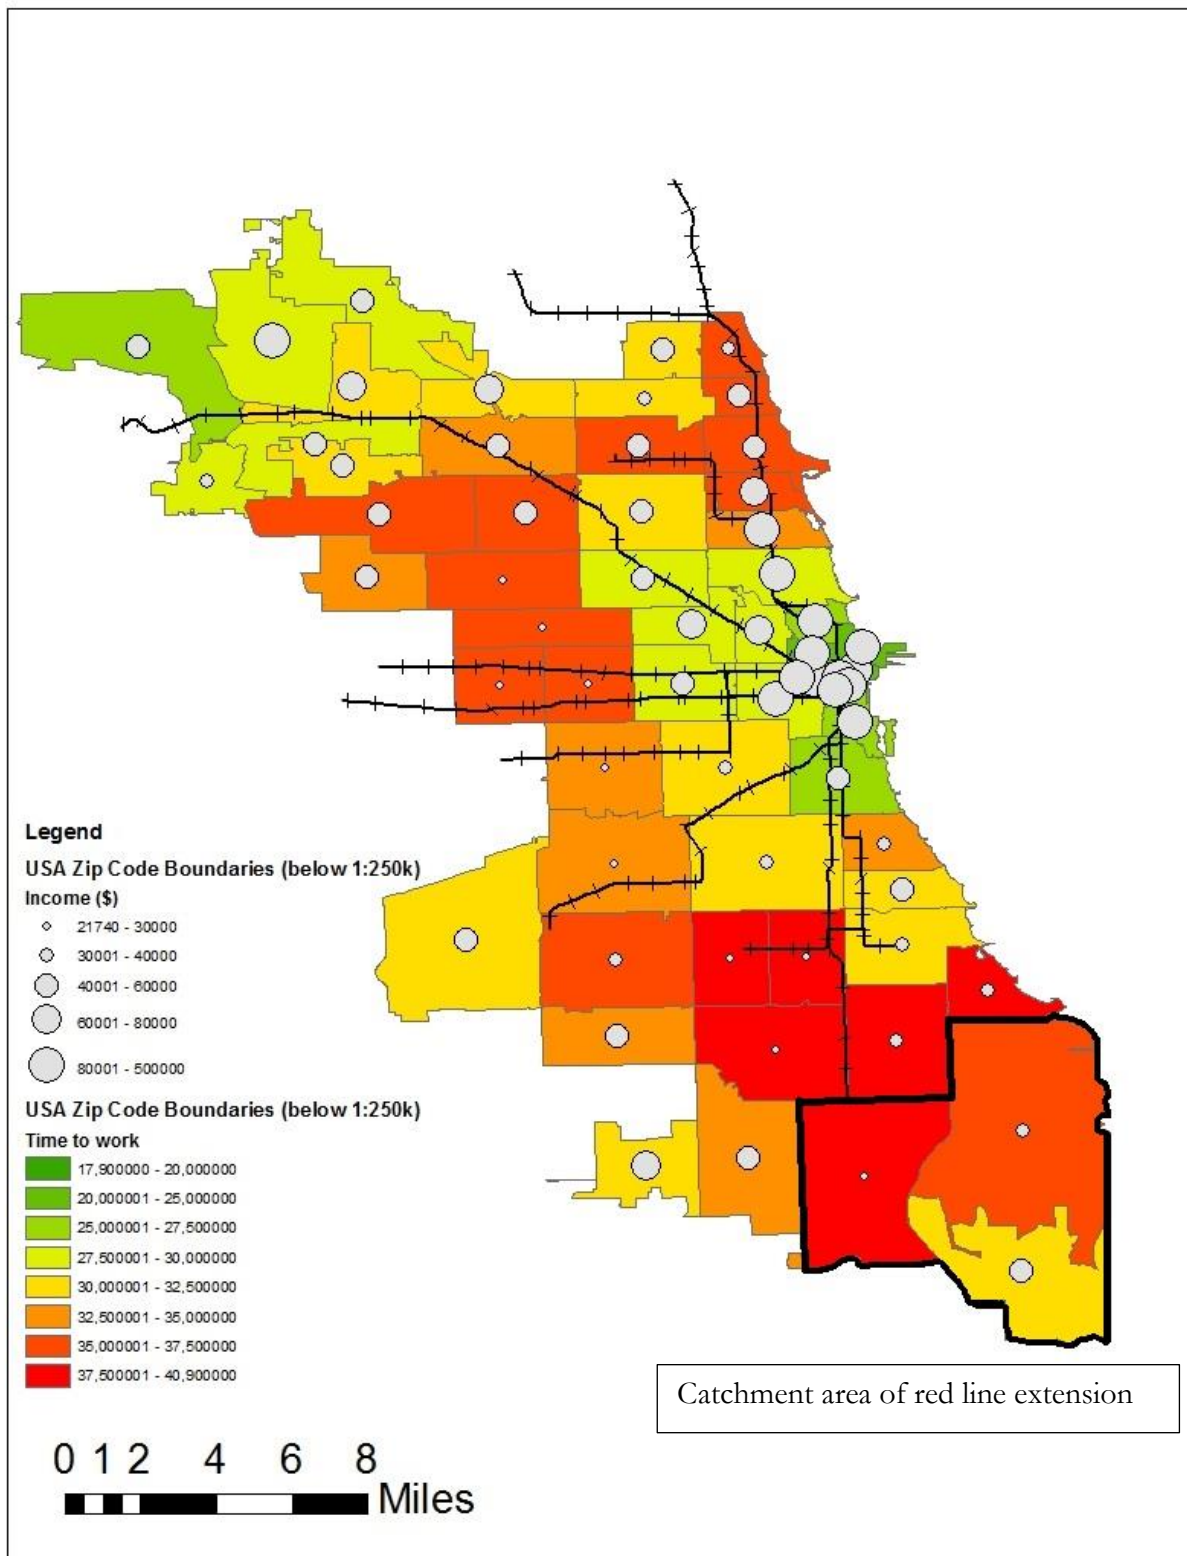 Legend
USA Zip Code Boundaries (below 1:250k)
Income ($)
21740 - 30000
30001 - 40000
40001 - 60000
60001 - 80000
80001 - 500000
USA Zip Code Boundaries (below 1:250k)
Time to work
17,900000 - 20,000000
20,000001 - 25,000000
25,000001 - 27,500000
27,500001 - 30,000000
30,000001 - 32,500000
32,500001 - 35,000000
35,000001 - 37,500000
37,500001 - 40,900000
Catchment area of red line extension
0 1 2 4 6 8
Miles